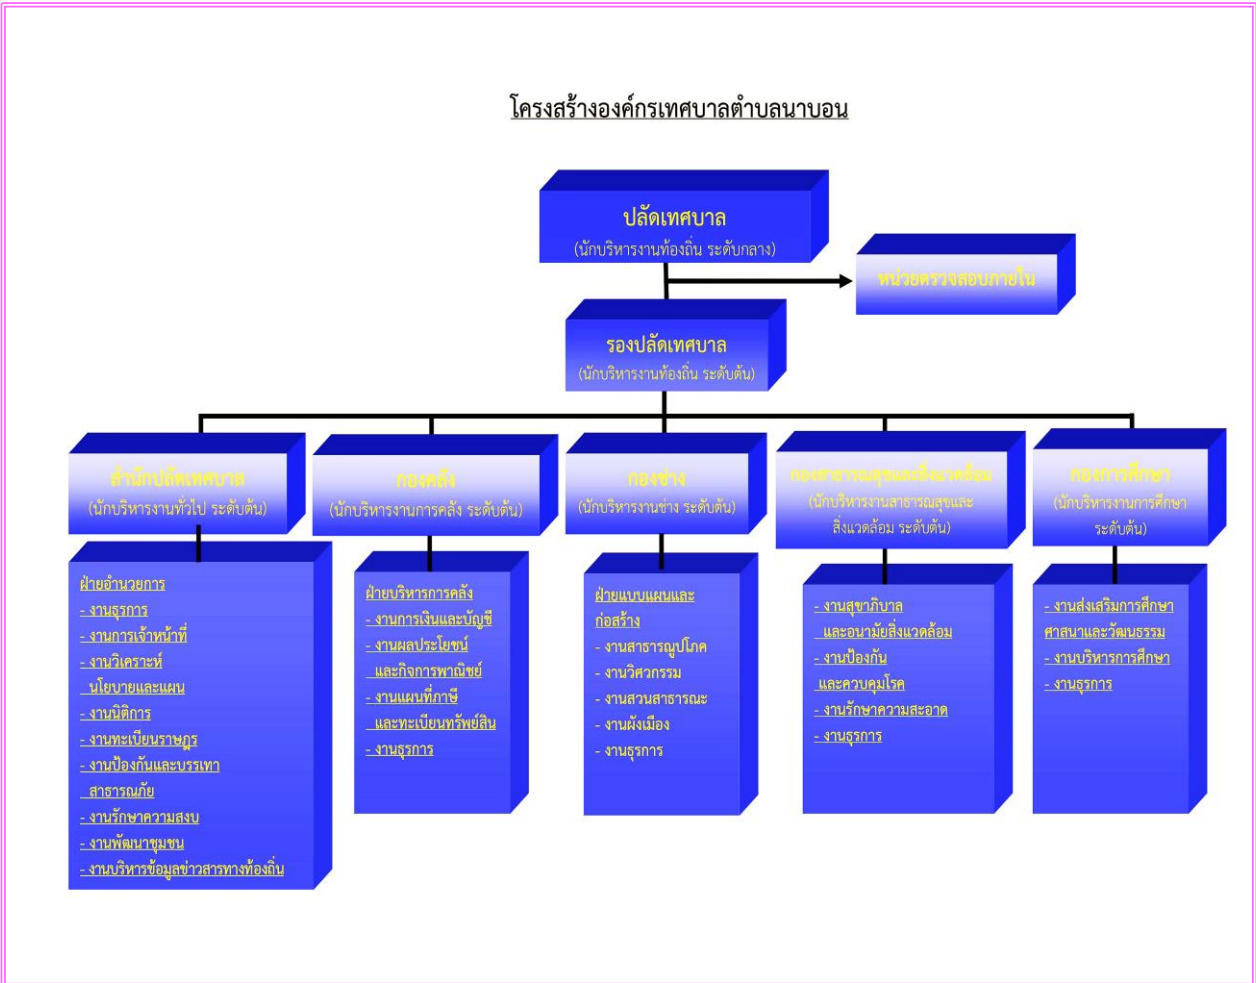 โครงสร้างองค์กรเทศบาลตำบลนาบอน
ปลัดเทศบาล
(นักบริหารงานท้องถิ่น ระดับกลาง)
หน่วยตรวจสอบภายใน
รองปลัดเทศบาล
(นักบริหารงานท้องถิ่น ระดับต้น)
สำนักปลัดเทศบาล
(นักบริหารงานทั่วไป ระดับต้น)
กองคลัง
(นักบริหารงานการคลัง ระดับต้น)
กองช่าง
(นักบริหารงานช่าง ระดับต้น)
กองสาธารณสุขและสิ่งแวดล้อม
(นักบริหารงานสาธารณสุขและ
สิ่งแวดล้อม ระดับต้น)
กองการศึกษา
(นักบริหารงานการศึกษา
ระดับต้น)
ฝ่ายอำนวยการ
- งานธุรการ
- งานการเจ้าหน้าที่
- งานวิเคราะห์
นโยบายและแผน
- งานนิติการ
- งานทะเบียนราษฎร
- งานป้องกันและบรรเทา
สาธารณภัย
- งานรักษาความสงบ
- งานพัฒนาชุมชน
- งานบริหารข้อมูลข่าวสารทางท้องถิ่น
ฝ่ายบริหารการคลัง
- งานการเงินและบัญชี
- งานผลประโยชน์
และกิจการพาณิชย์
- งานแผนที่ภาษี
และทะเบียนทรัพย์สิน
- งานธุรการ
ฝ่ายแบบแผนและ
ก่อสร้าง
- งานสาธารณูปโภค
- งานวิศวกรรม
- งานสวนสาธารณะ
- งานผังเมือง
- งานธุรการ
- งานสุขาภิบาล
และอนามัยสิ่งแวดล้อม
- งานป้องกัน
และควบคุมโรค
- งานรักษาความสะอาด
- งานธุรการ
- งานส่งเสริมการศึกษา
ศาสนาและวัฒนธรรม
- งานบริหารการศึกษา
- งานธุรการ